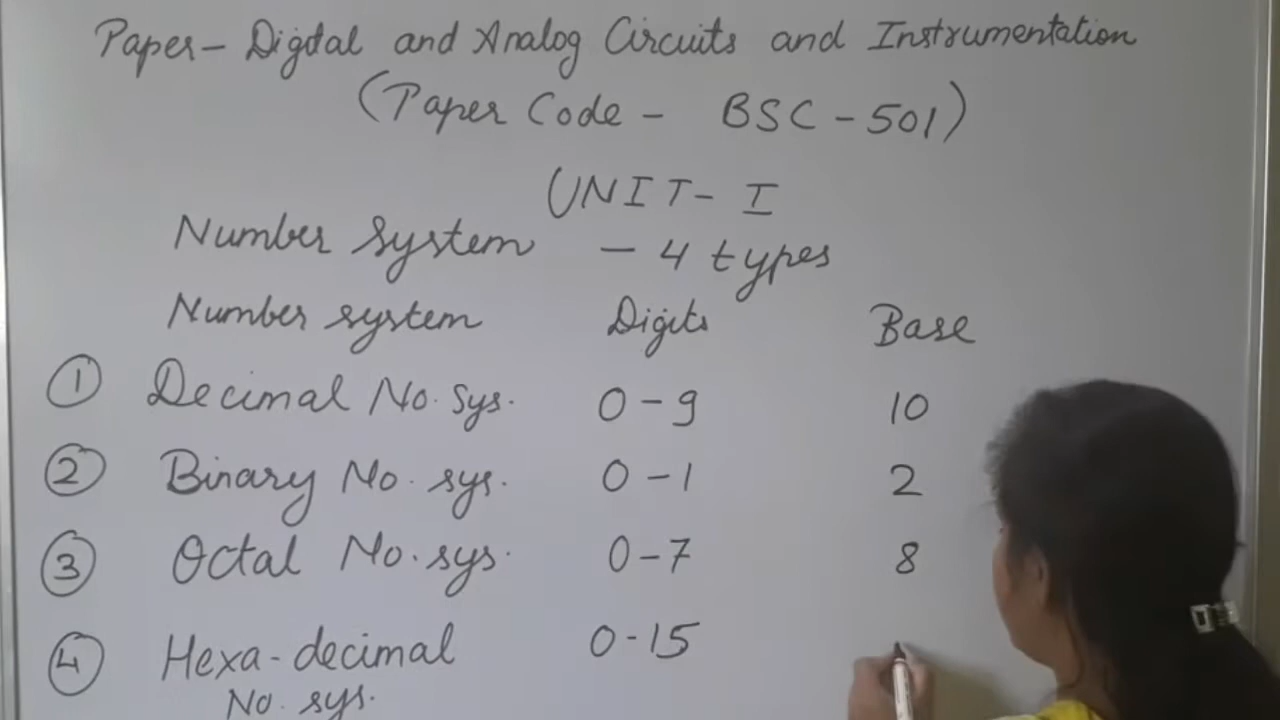 Paper - Digital and Analog Circuits and Instrumentation
(Paper Code - BSC - 501)
UNIT - I
Number System - 4 types
Number system Digits Base
1 Decimal No. Sys. 0 - 9 10
2 Binary No. sys. 0 - 1 2
3 Octal No. sys. 0 - 7 8
4 Hexa-decimal 0 - 15
No. sys.